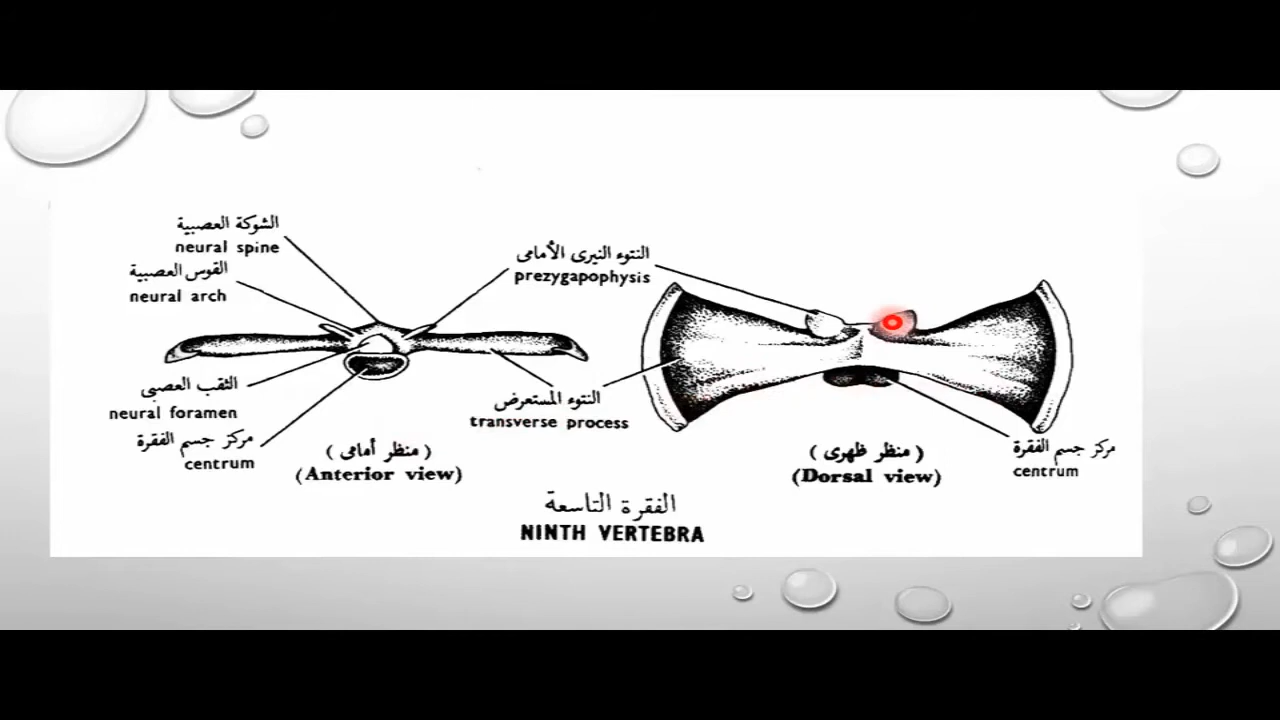 الشوكة العصبية
neural spine
القوس العصبية
neural arch
النتوء النيرى الأمامى
prezygapophysis
الثقب العصبى
neural foramen
مركز جسم الفقرة
centrum
النتوء المستعرض
transverse process
(منظر أمامى)
(Anterior view)
(منظر ظهرى)
(Dorsal view)
مركز جسم الفقرة
centrum
الفقرة التاسعة
NINTH VERTEBRA